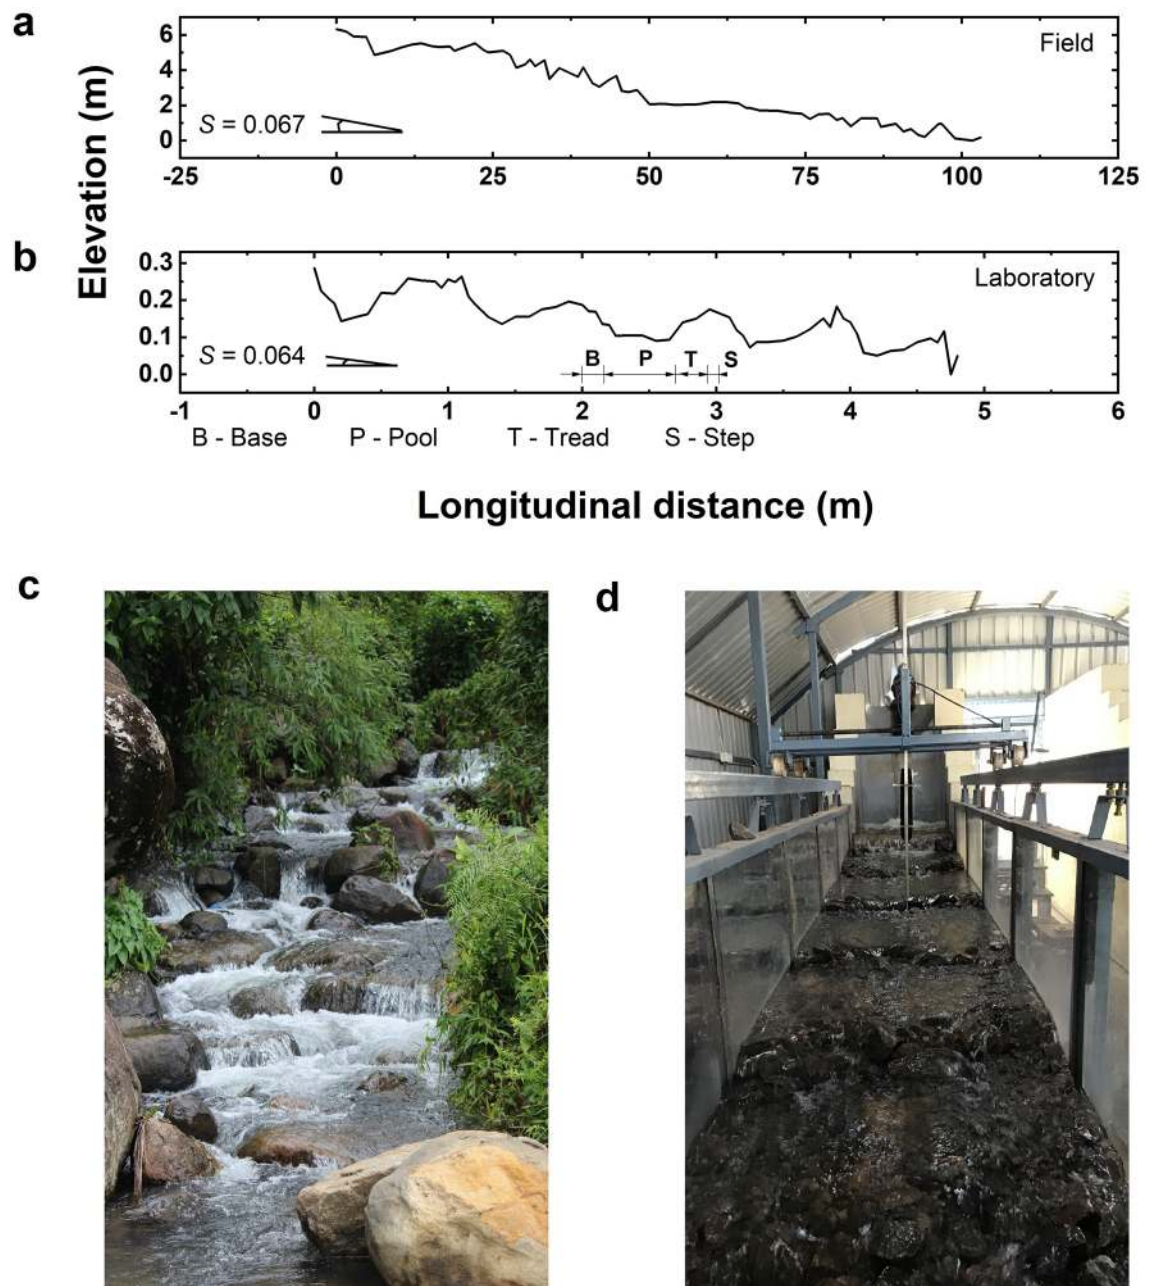 a
Elevation (m)
6
4
2
0
Field
S = 0.067
-25 0 25 50 75 100 125
b
0.3
0.2
0.1
0.0
Laboratory
S = 0.064
B P T S
-1 0 1 2 3 4 5 6
B - Base P - Pool T - Tread S - Step
Longitudinal distance (m)
c
d